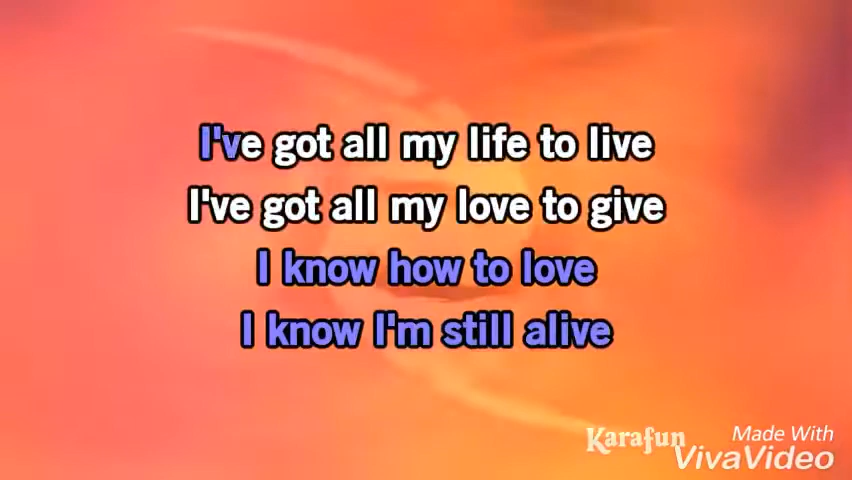 I've got all my life to live
I've got all my love to give
I know how to love
I know I'm still alive
Karafun
Made With
VivaVideo